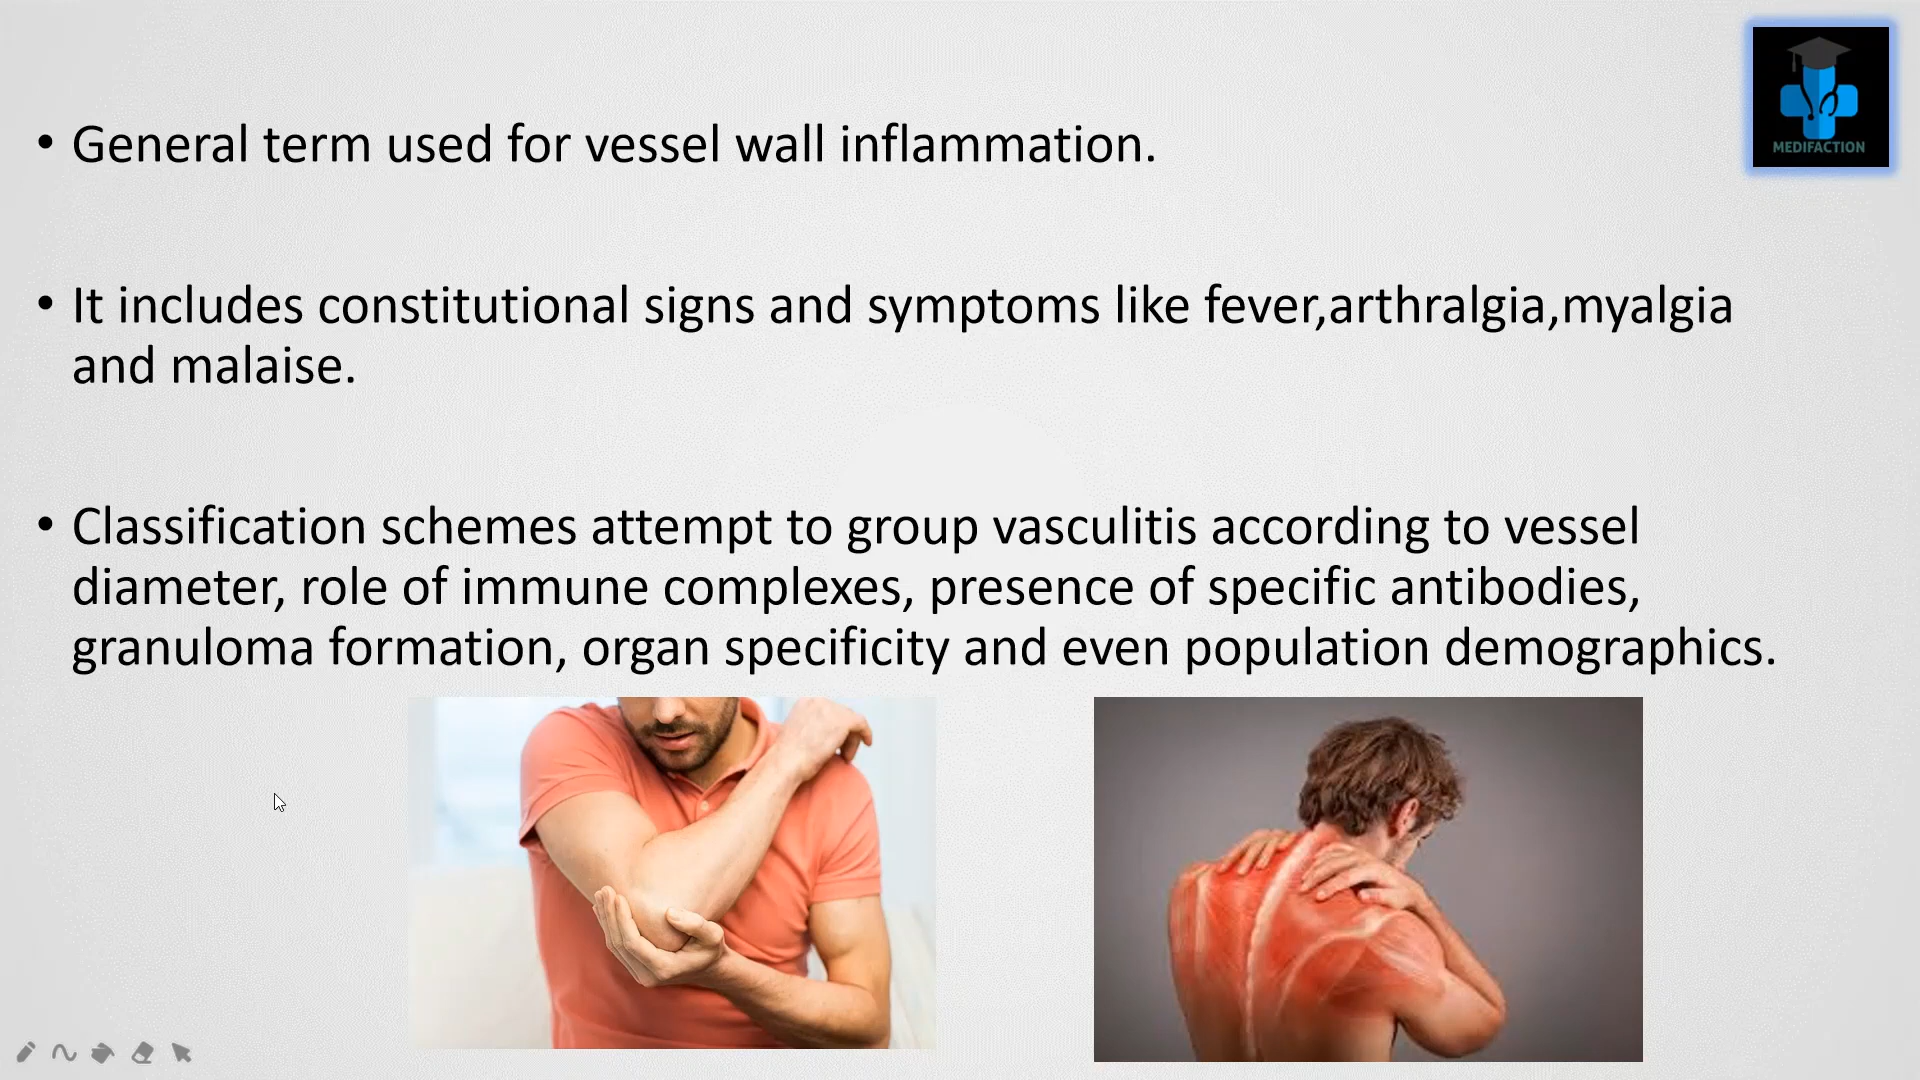 MEDIFACTION
• General term used for vessel wall inflammation.
• It includes constitutional signs and symptoms like fever,arthralgia,myalgia
and malaise.
• Classification schemes attempt to group vasculitis according to vessel
diameter, role of immune complexes, presence of specific antibodies,
granuloma formation, organ specificity and even population demographics.